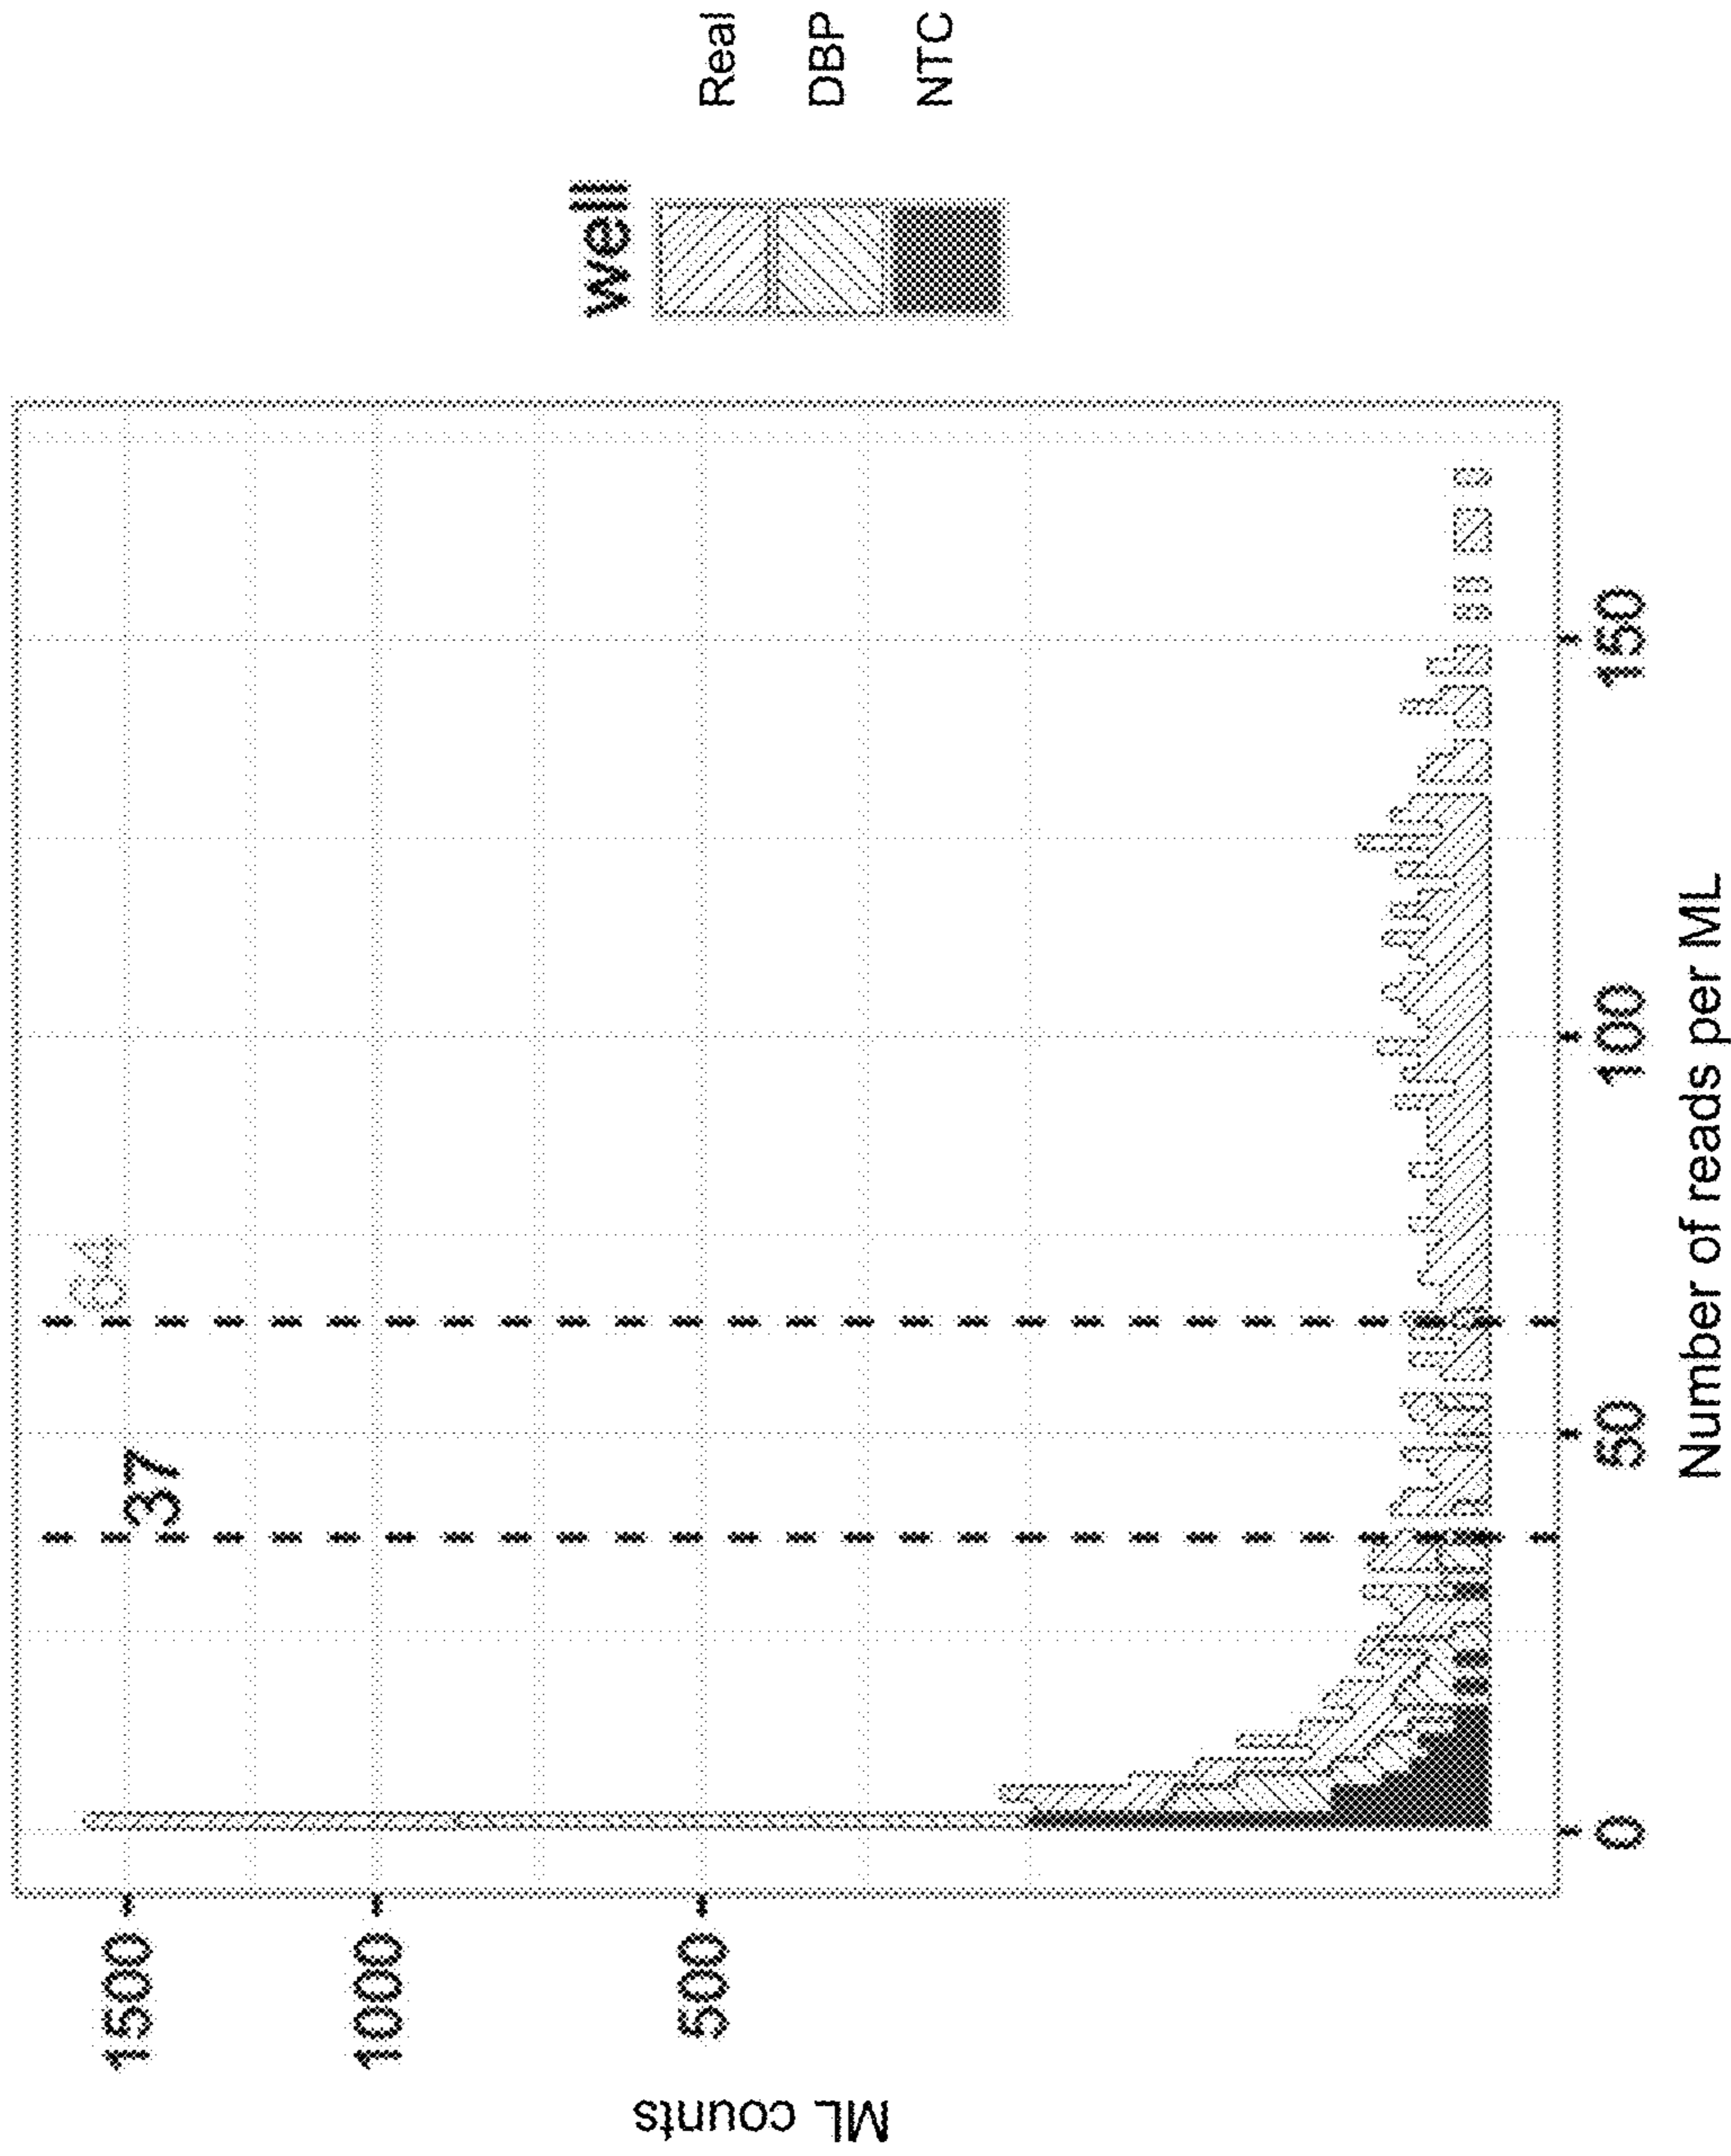 ML counts
1500
1000
500
37
64
0
50
100
150
Number of reads per ML
well
Real
DBP
NTC